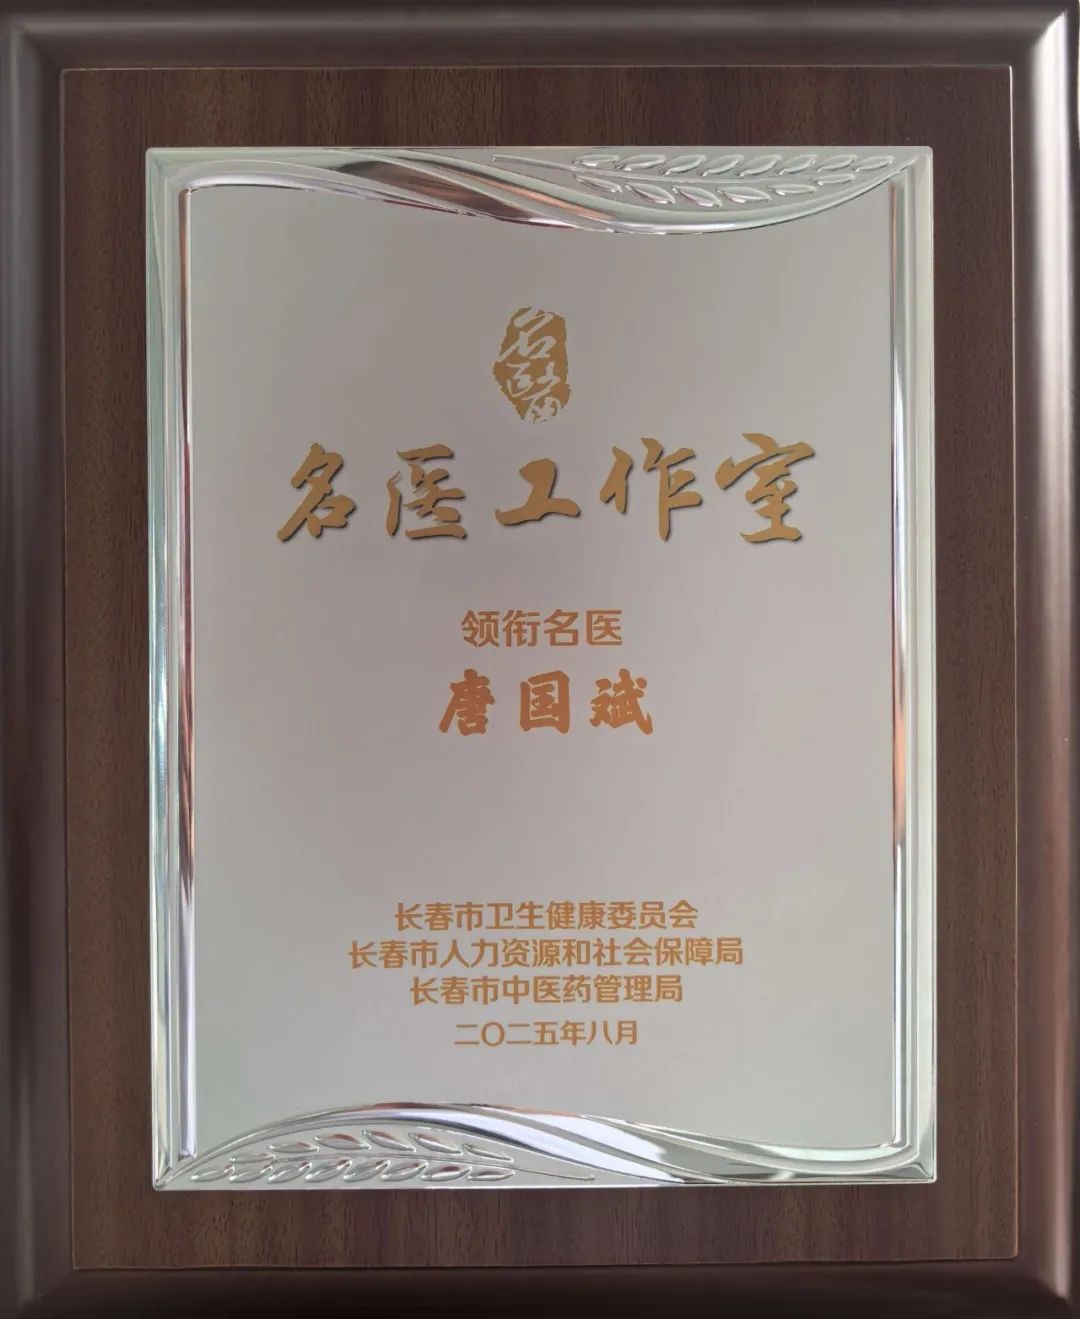 名醫
名医工作室
领衔名医
唐国斌
长春市卫生健康委员会
长春市人力资源和社会保障局
长春市中医药管理局
二〇二五年八月